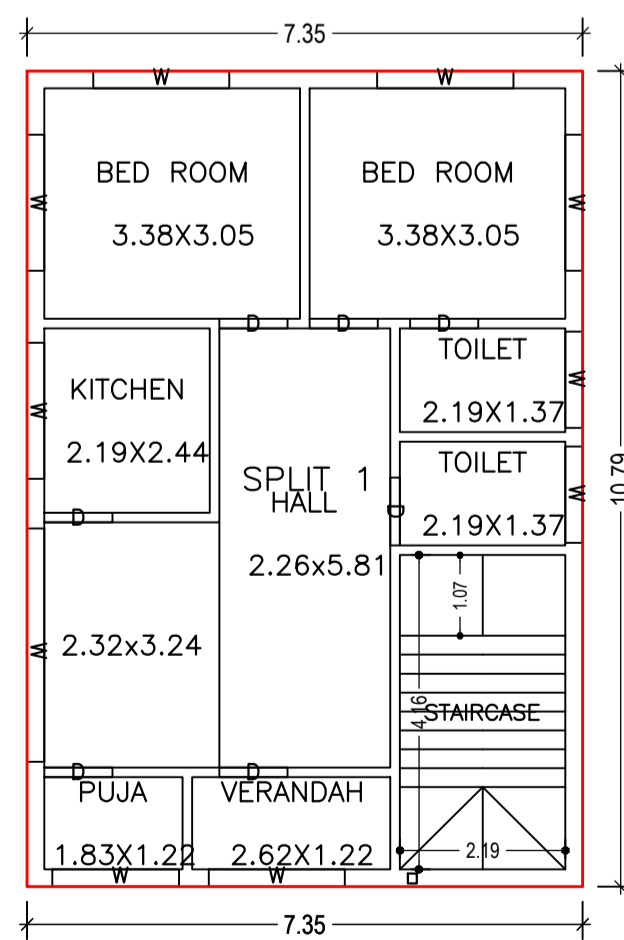 7.35
W
W
BED ROOM
BED ROOM
W
W
3.38X3.05
3.38X3.05
D
D
D
TOILET
W
KITCHEN
W
2.19X1.37
2.19X2.44
TOILET
SPLIT 1
HALL
10.79
W
D
D
2.19X1.37
2.26x5.81
1.07
W
2.32x3.24
4.16
STAIRCASE
D
D
PUJA
VERANDAH
1.83X1.22
2.62X1.22
2.19
W
W
D
7.35